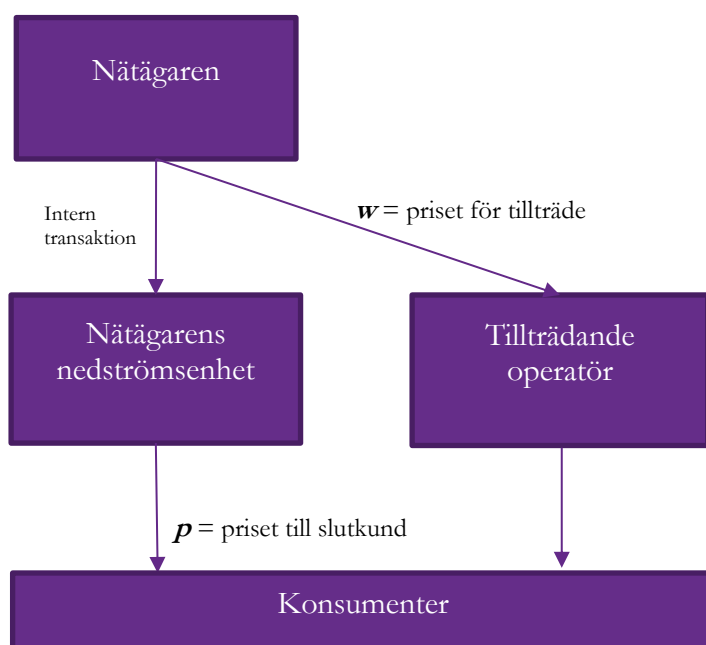 Nätägaren
Intern
transaktion
w = priset för tillträde
Nätägarens
nedströmsenhet
Tillträdande
operatör
p = priset till slutkund
Konsumenter